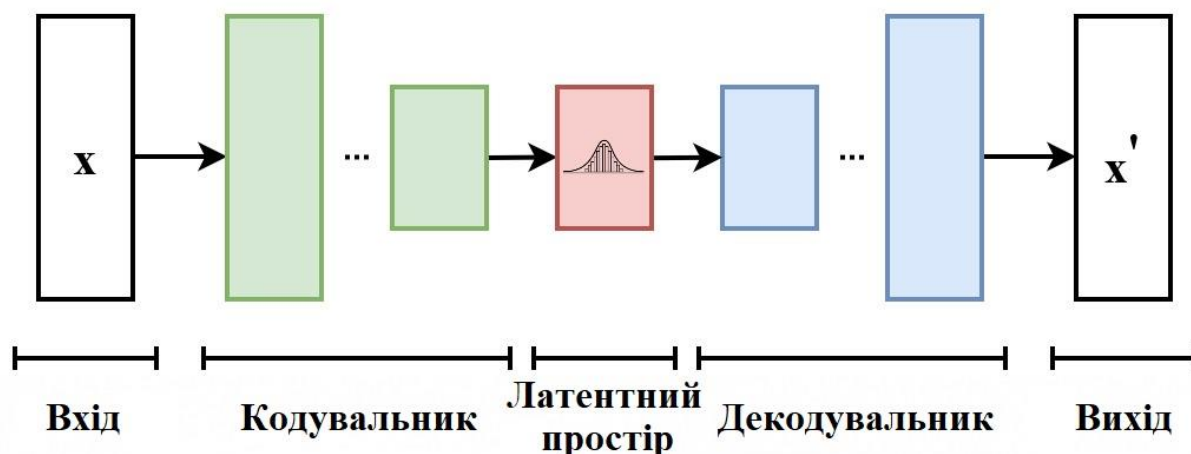 x
...
...
x'
Вхід
Кодувальник
Латентний
простір
Декодувальник
Вихід